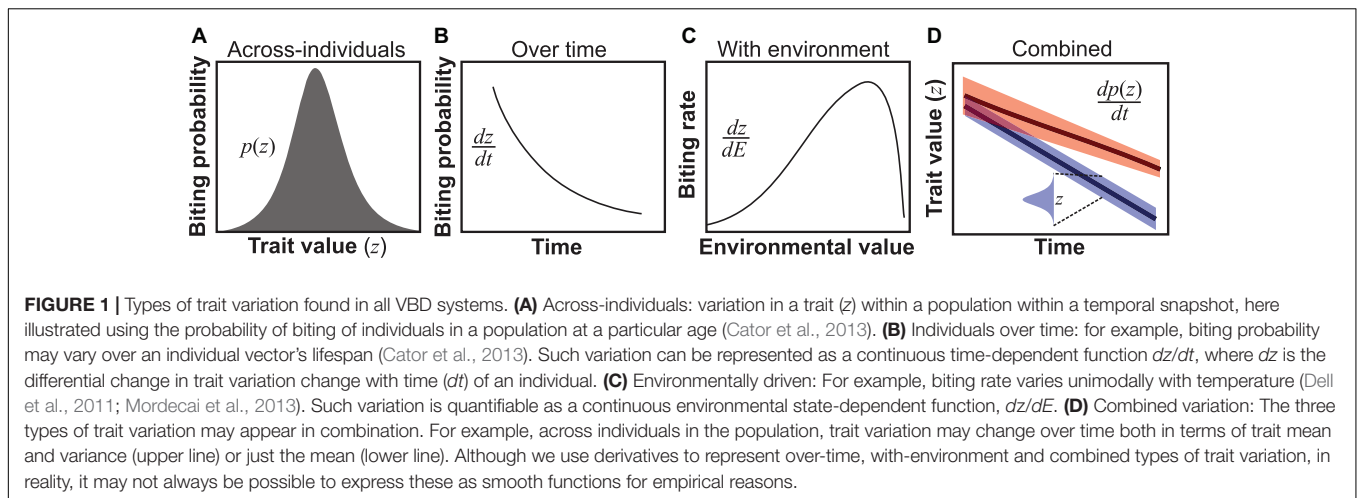 A
Across-individuals
Biting probability
p(z)
Trait value (z)
B
Over time
Biting probability
dz
dt
Time
C
With environment
Biting rate
dz
dE
Environmental value
D
Combined
Trait value (z)
dp(z)
dt
z
Time
FIGURE 1 | Types of trait variation found in all VBD systems. (A) Across-individuals: variation in a trait (z) within a population within a temporal snapshot, here
illustrated using the probability of biting of individuals in a population at a particular age (Cator et al., 2013). (B) Individuals over time: for example, biting probability
may vary over an individual vector's lifespan (Cator et al., 2013). Such variation can be represented as a continuous time-dependent function dz/dt, where dz is the
differential change in trait variation change with time (dt) of an individual. (C) Environmentally driven: For example, biting rate varies unimodally with temperature (Dell
et al., 2011; Mordecai et al., 2013). Such variation is quantifiable as a continuous environmental state-dependent function, dz/dE. (D) Combined variation: The three
types of trait variation may appear in combination. For example, across individuals in the population, trait variation may change over time both in terms of trait mean
and variance (upper line) or just the mean (lower line). Although we use derivatives to represent over-time, with-environment and combined types of trait variation, in
reality, it may not always be possible to express these as smooth functions for empirical reasons.